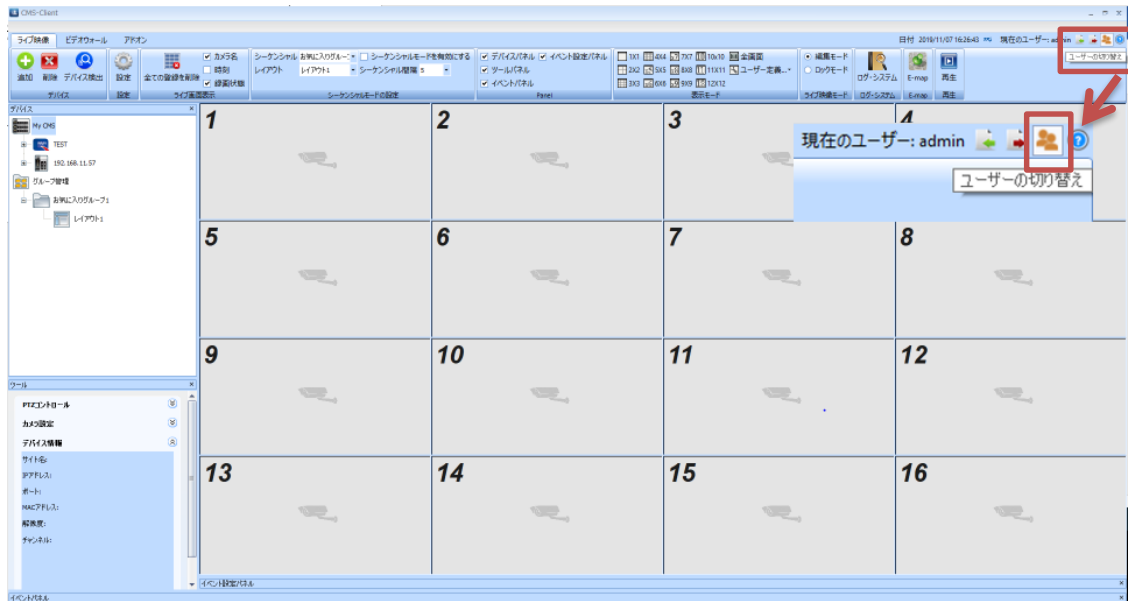 CMS-Client
ライブ映像 ビデオウォール アドオン
日付 2019/11/07 16:26:43 現在のユーザー: admin
ユーザーの切り替え
追加 削除 デバイス検出 設定 全ての登録を削除
カメラ名
時刻
録画状態
シーケンシャル お気に入りのグループ シーケンシャルモードを有効にする
レイアウト レイアウト1 シーケンシャル間隔 5
デバイスパネル イベント設定パネル
ツールパネル
イベントパネル
1X1 4X4 7X7 10x10 全画面
2X2 5X5 8X8 11X11 ユーザー定義...
3X3 6X6 9X9 12X12
編集モード
ロックモード
ログ・システム E-map 再生
デバイス 設定 ライブ画面表示 シーケンシャルモードの設定 Panel 表示モード ライブ映像モード ログ・システム E-map 再生
デバイス
My CMS
TEST
192.168.11.57
グループ管理
お気に入りのグループ1
レイアウト1
1 2 3 4
現在のユーザー: admin
ユーザーの切り替え
5 6 7 8
9 10 11 12
13 14 15 16
ツール
PTZコントロール
カメラ設定
デバイス情報
サイト名:
IPアドレス:
ポート:
MACアドレス:
解像度:
チャンネル:
イベント設定パネル
イベントパネル